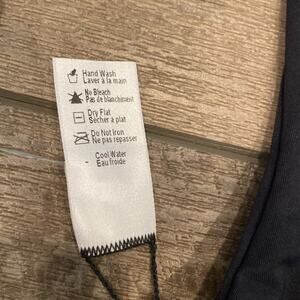 Hand Wash
Laver à la main
No Bleach
Pas de blanchiment
Dry Flat
Sécher à plat
Do Not Iron
Ne pas repasser
- Cool Water
Eau froide